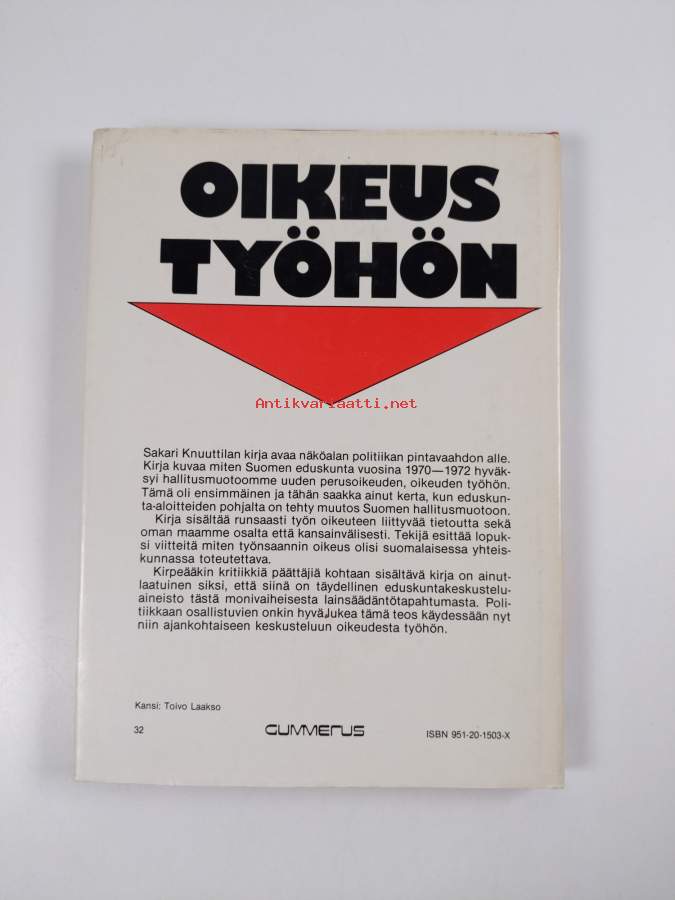 OIKEUS
TYÖHÖN
Antikvariaatti.net
Sakari Knuuttilan kirja avaa näköalan politiikan pintavaahdon alle.
Kirja kuvaa miten Suomen eduskunta vuosina 1970—1972 hyväk-
syi hallitusmuotoomme uuden perusoikeuden, oikeuden työhön.
Tämä oli ensimmäinen ja tähän saakka ainut kerta, kun eduskun-
ta-aloitteiden pohjalta on tehty muutos Suomen hallitusmuotoon.
Kirja sisältää runsaasti työn oikeuteen liittyvää tietoutta sekä
oman maamme osalta että kansainvälisesti. Tekijä esittää lopuk-
si viitteitä miten työnsaannin oikeus olisi suomalaisessa yhteis-
kunnassa toteutettava.
Kirpeääkin kritiikkiä päättäjiä kohtaan sisältävä kirja on ainut-
laatuinen siksi, että siinä on täydellinen eduskuntakeskustelu-
aineisto tästä monivaiheisesta lainsäädäntötapahtumasta. Poli-
tiikkaan osallistuvien onkin hyvä lukea tämä teos käydessään nyt
niin ajankohtaiseen keskusteluun oikeudesta työhön.
Kansi: Toivo Laakso
32 GUMMERUS ISBN 951-20-1503-X